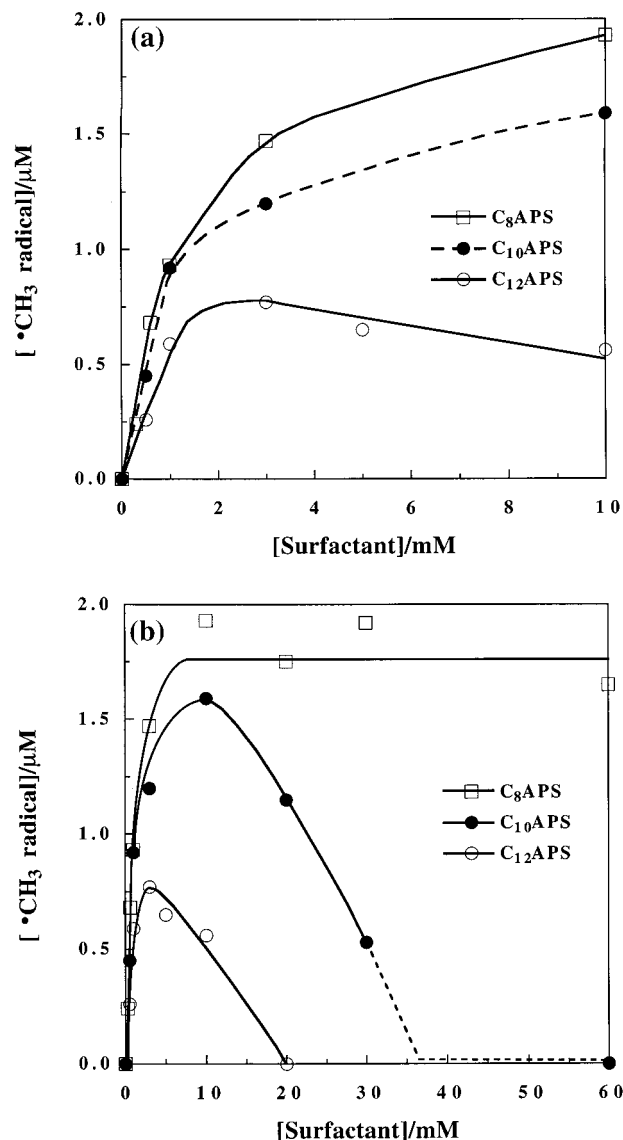 (a)
2.0
1.5
1.0
0.5
0.0
[ •CH₃ radical]/μM
C₈APS
C₁₀APS
C₁₂APS
0 2 4 6 8 10
[Surfactant]/mM
(b)
2.0
1.5
1.0
0.5
0.0
[ •CH₃ radical]/μM
C₈APS
C₁₀APS
C₁₂APS
0 10 20 30 40 50 60
[Surfactant]/mM